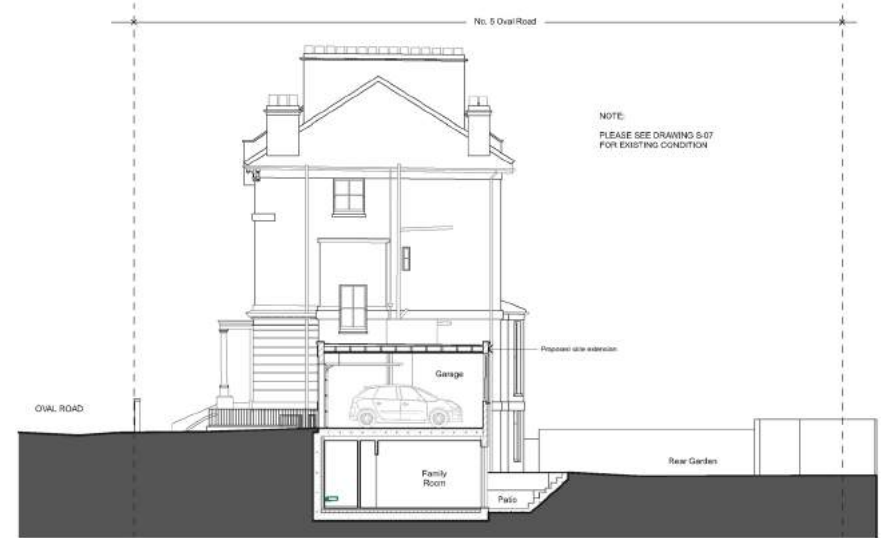 No. 5 Oval Road
NOTE:
PLEASE SEE DRAWING S-07
FOR EXISTING CONDITION
Proposed side extension
Garage
OVAL ROAD
Family
Room
Rear Garden
Patio